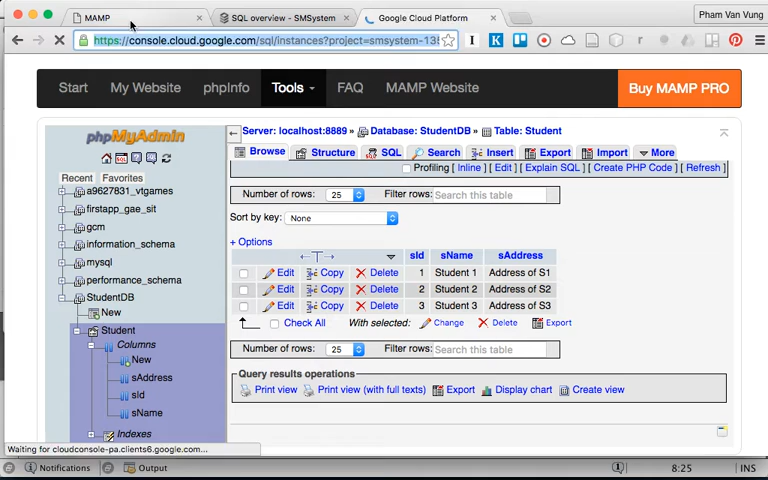 MAMP
SQL overview - SMSystem
Google Cloud Platform
Pham Van Vung
https://console.cloud.google.com/sql/instances?project=smsystem-135
Start My Website phpInfo Tools FAQ MAMP Website Buy MAMP PRO
phpMyAdmin
Recent Favorites
a9627831_vtgames
firstapp_gae_sit
gcm
information_schema
mysql
performance_schema
StudentDB
New
Student
Columns
New
sAddress
sId
sName
Indexes
Server: localhost:8889 » Database: StudentDB » Table: Student
Browse Structure SQL Search Insert Export Import More
Profiling [ Inline ] [ Edit ] [ Explain SQL ] [ Create PHP Code ] [ Refresh ]
Number of rows: 25 Filter rows: Search this table
Sort by key: None
+ Options
sId sName sAddress
Edit Copy Delete 1 Student 1 Address of S1
Edit Copy Delete 2 Student 2 Address of S2
Edit Copy Delete 3 Student 3 Address of S3
Check All With selected: Change Delete Export
Number of rows: 25 Filter rows: Search this table
Query results operations
Print view Print view (with full texts) Export Display chart Create view
Waiting for cloudconsole-pa.clients6.google.com...
Notifications Output 8:25 INS